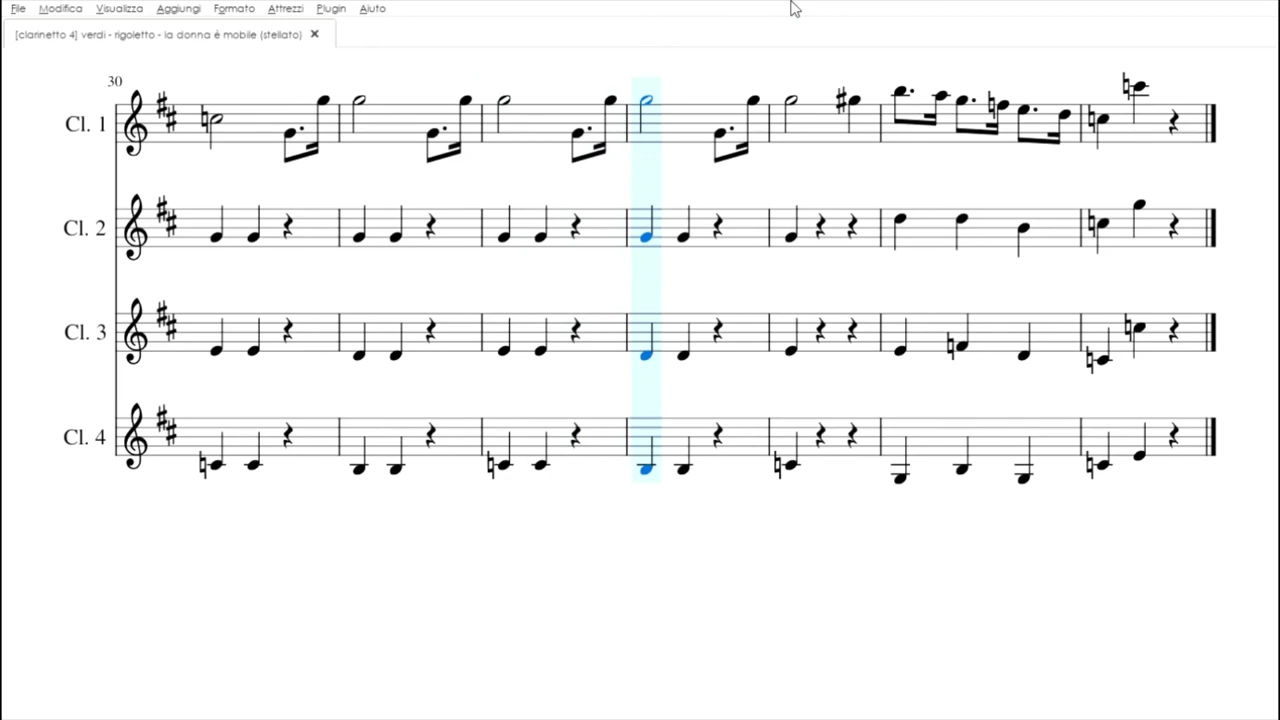 File Modifica Visualizza Aggiungi Formato Attrezzi Plugin Aiuto
[clarinetto 4] verdi - rigoletto - la donna è mobile (stellato)
30
Cl. 1
Cl. 2
Cl. 3
Cl. 4